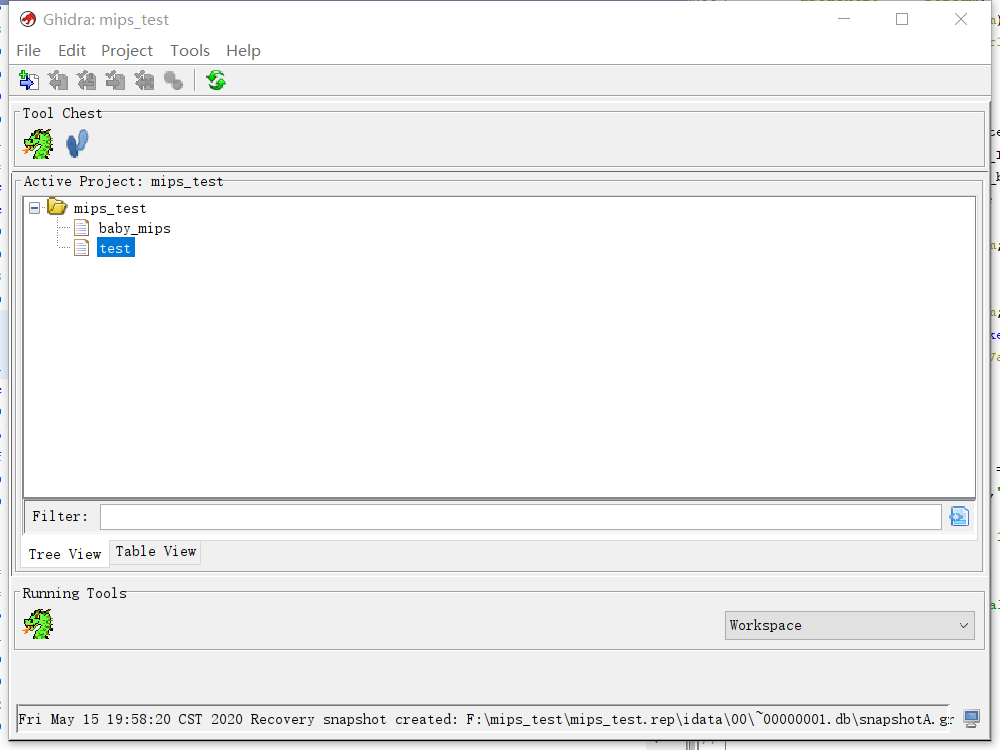 Ghidra: mips_test
File Edit Project Tools Help
Tool Chest
Active Project: mips_test
mips_test
baby_mips
test
Filter:
Tree View Table View
Running Tools
Workspace
Fri May 15 19:58:20 CST 2020 Recovery snapshot created: F:\mips_test\mips_test.rep\idata\00\~00000001.db\snapshotA.gr